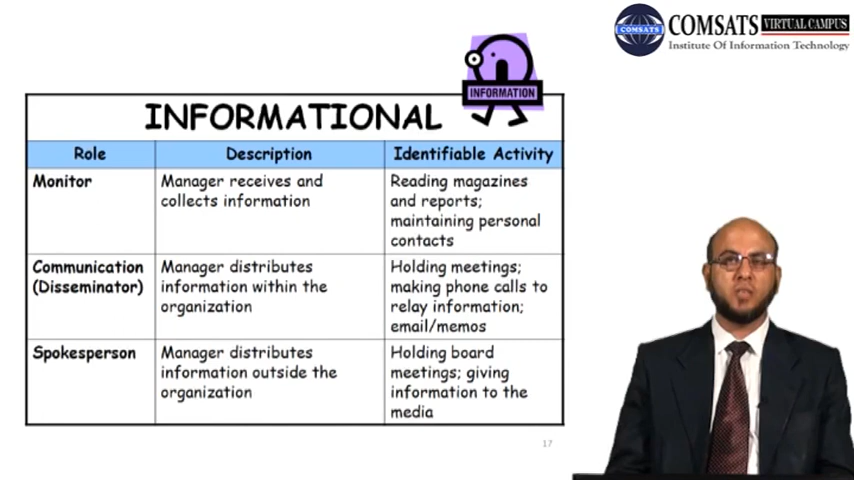 COMSATS VIRTUAL CAMPUS
COMSATS
Institute Of Information Technology
INFORMATION
INFORMATIONAL
Role Description Identifiable Activity
Monitor
Manager receives and
collects information
Reading magazines
and reports;
maintaining personal
contacts
Communication
(Disseminator)
Manager distributes
information within the
organization
Holding meetings;
making phone calls to
relay information;
email/memos
Spokesperson
Manager distributes
information outside the
organization
Holding board
meetings; giving
information to the
media
17